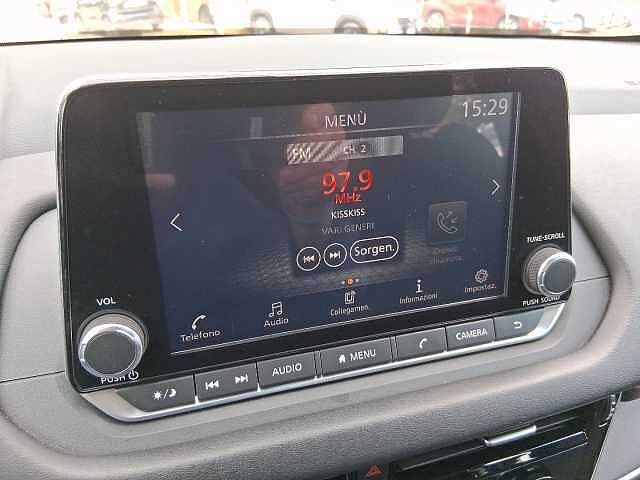 MENÙ
15:29
FM CH. 2
97.9
MHz
KISSKISS
VARI GENERI
Sorgen.
Telefono
Audio
Collegamen.
Informazioni
Impostaz.
VOL
PUSH
TUNE·SCROLL
PUSH SOUND
AUDIO
MENU
CAMERA